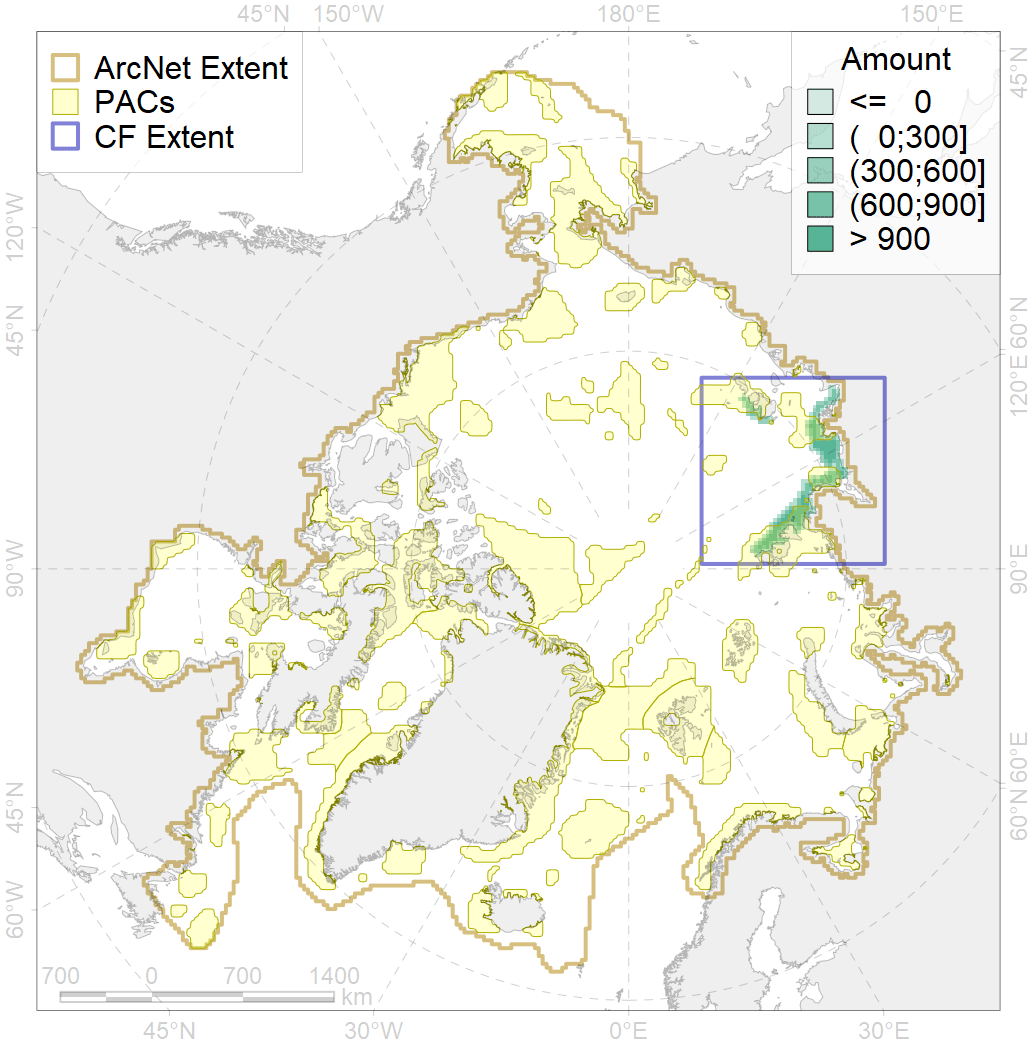 45°N 150°W 180°E 150°E
ArcNet Extent
PACs
CF Extent
Amount
<= 0
( 0;300]
(300;600]
(600;900]
> 900
45°N
120°W
60°N
45°N
120°E
90°W
90°E
60°E
45°N
60°N
60°W
700 0 700 1400
km
45°N 30°W 0°E 30°E